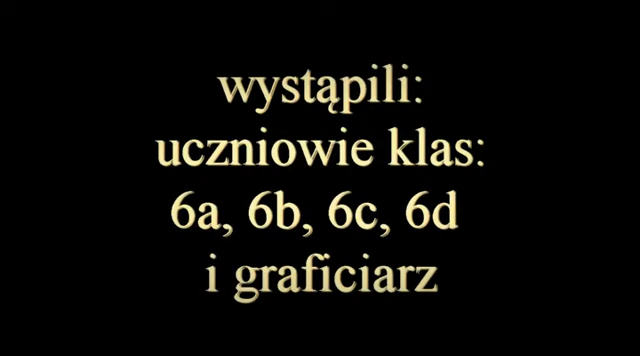 wystąpili:
uczniowie klas:
6a, 6b, 6c, 6d
i graficiarz